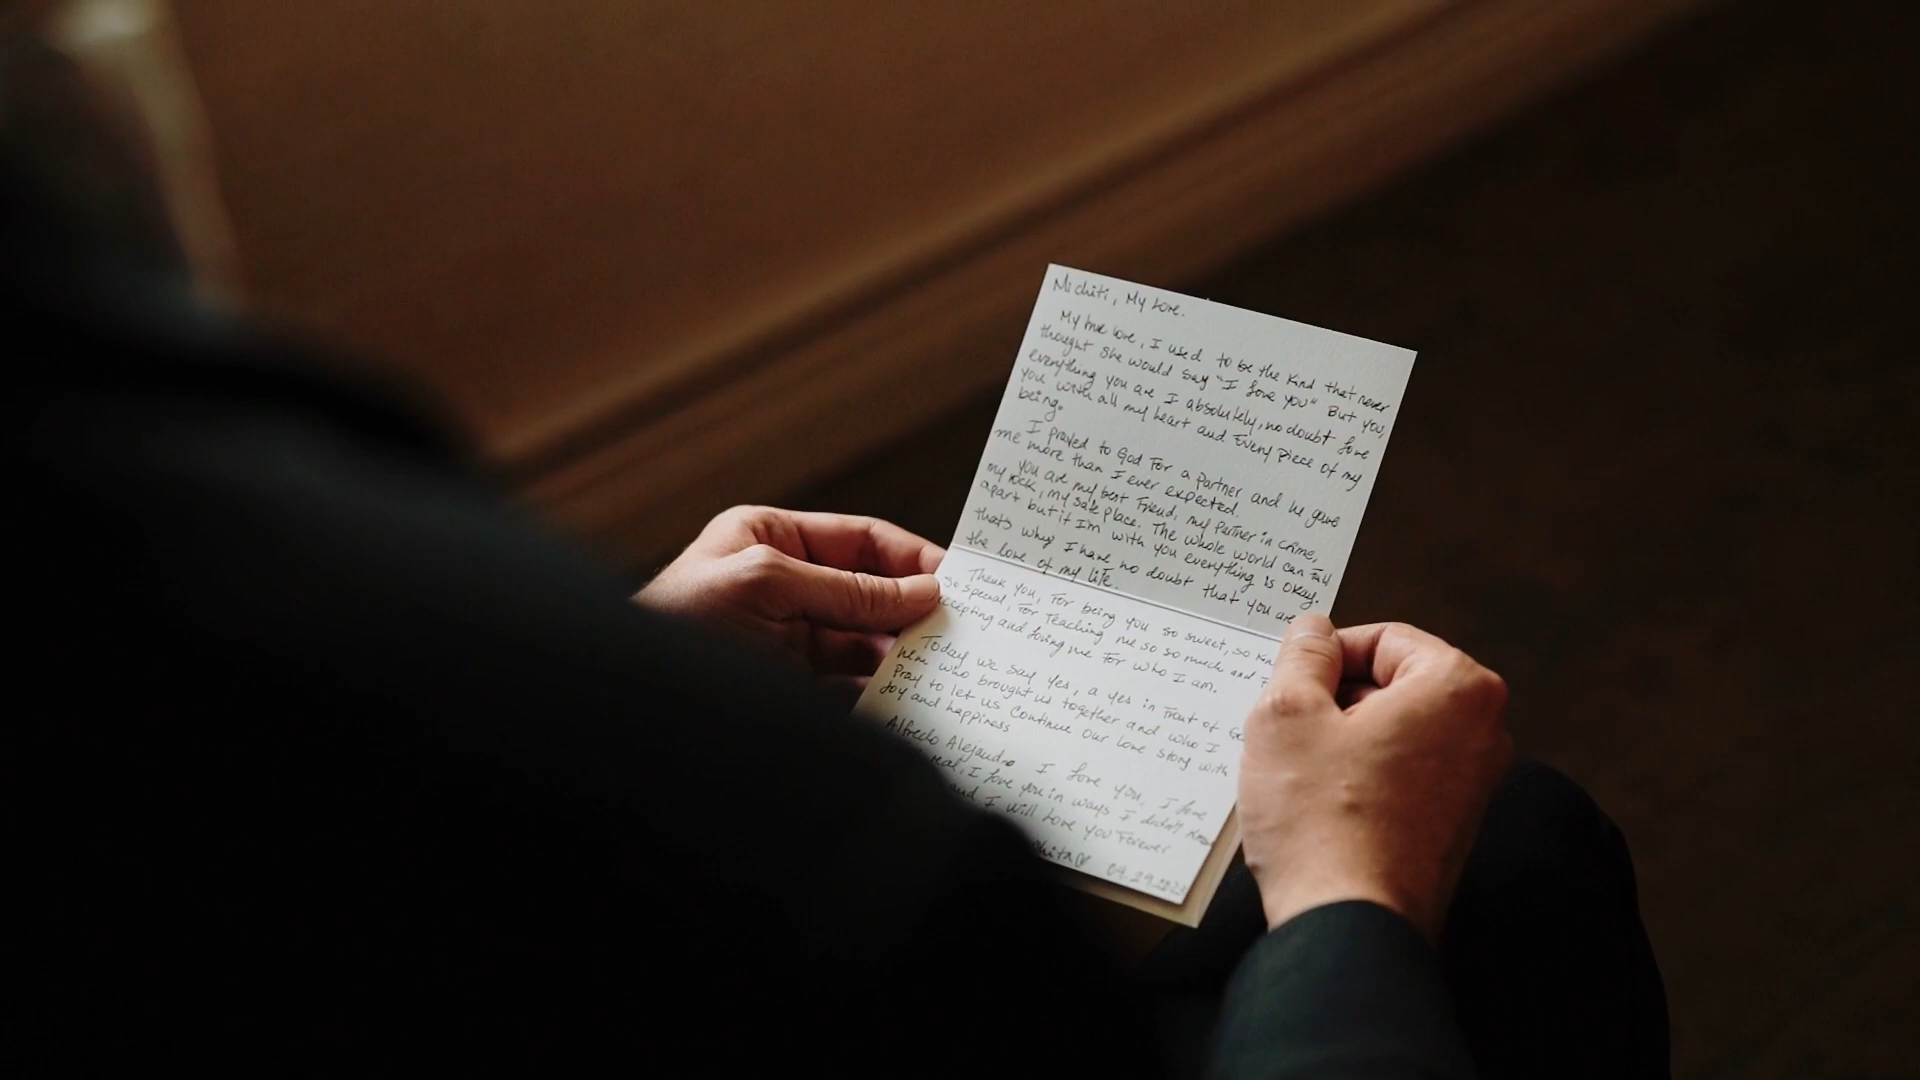 Michiti, My Love.
My true love, I used to be the kind that never
thought she would say "I love you" But you,
everything you are I absolutely, no doubt love
you with all my heart and Every piece of my
being.
I prayed to God For a partner and he gave
me more than I ever expected.
you are my best Friend, my partner in crime,
my rock, my safe place. The whole world can fall
apart but if I'm with you everything is okay.
thats why I have no doubt that you are
the love of my life.
Thank you, For being you so sweet, so
so special, For Teaching me so so much and
accepting and loving me For who I am.
Today we say yes, a yes in Front of
him who brought us together and who I
pray to let us continue our love story with
joy and happiness
Alfredo Alejandro I love you, I love
I love you in ways I didn't know
and I will love you Forever
09.29.